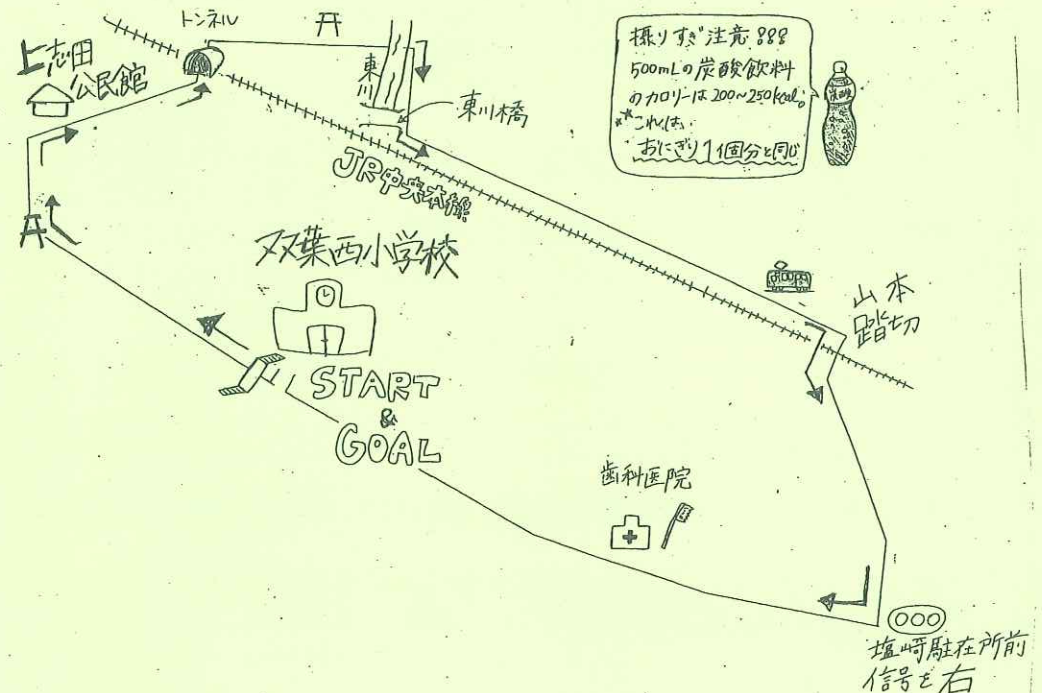 トンネル
上志田
公民館
東川
東川橋
JR中央本線
双葉西小学校
START
&
GOAL
山本
踏切
歯科医院
塩崎駐在所前
信号を右
摂りすぎ注意!!!
500mLの炭酸飲料
のカロリーは200~250kcal。
これは、
おにぎり1個分と同じ
炭酸